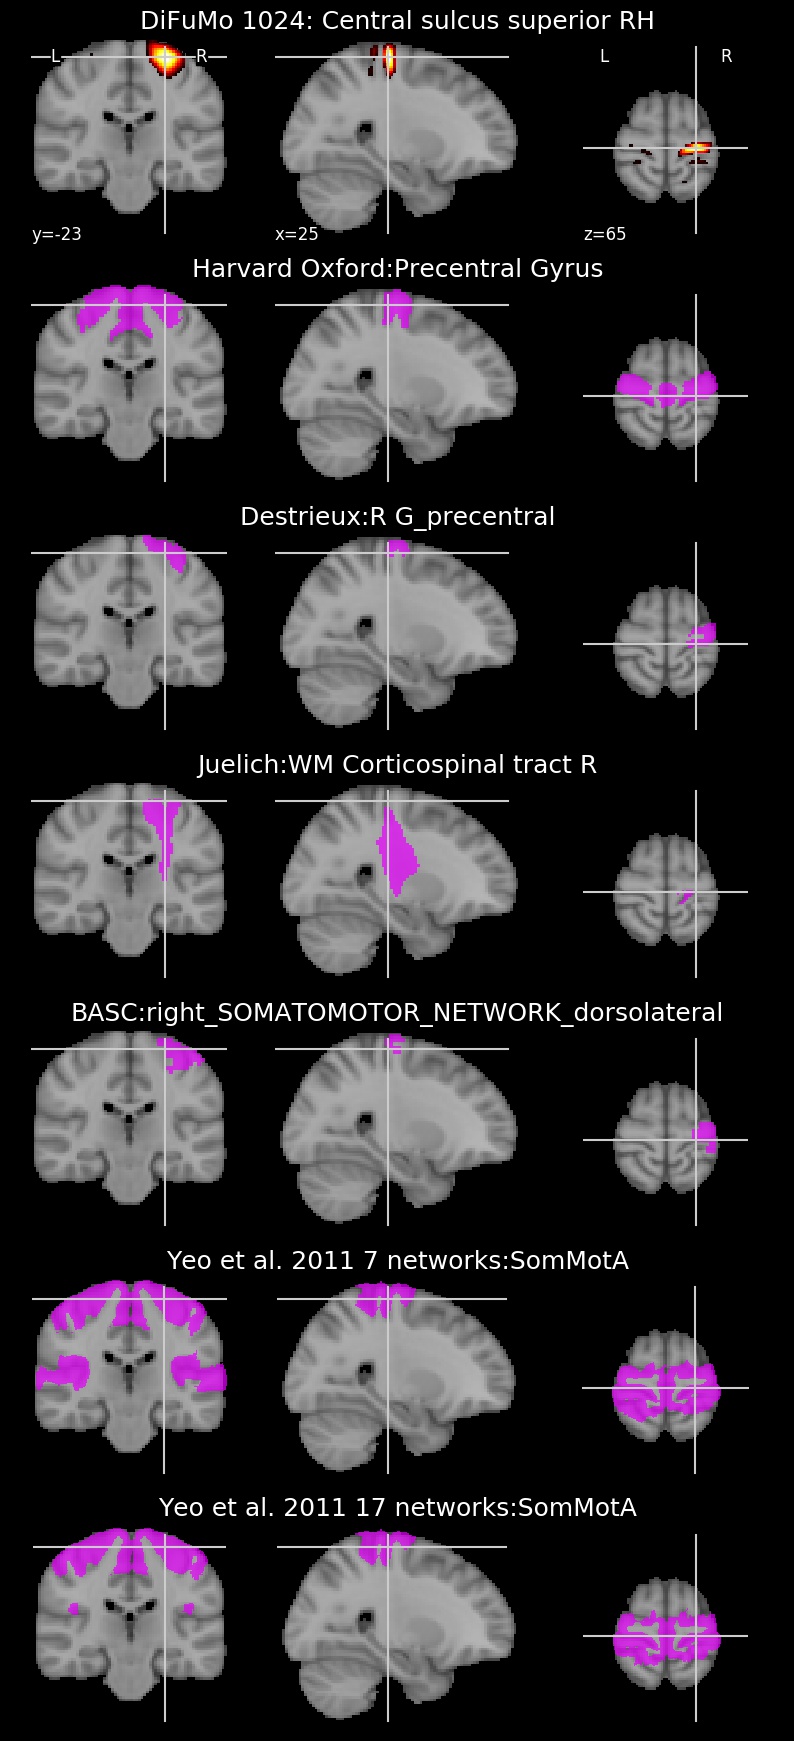 DiFuMo 1024: Central sulcus superior RH
L R L R
y=-23 x=25 z=65
Harvard Oxford:Precentral Gyrus
Destrieux:R G_precentral
Juelich:WM Corticospinal tract R
BASC:right_SOMATOMOTOR_NETWORK_dorsolateral
Yeo et al. 2011 7 networks:SomMotA
Yeo et al. 2011 17 networks:SomMotA